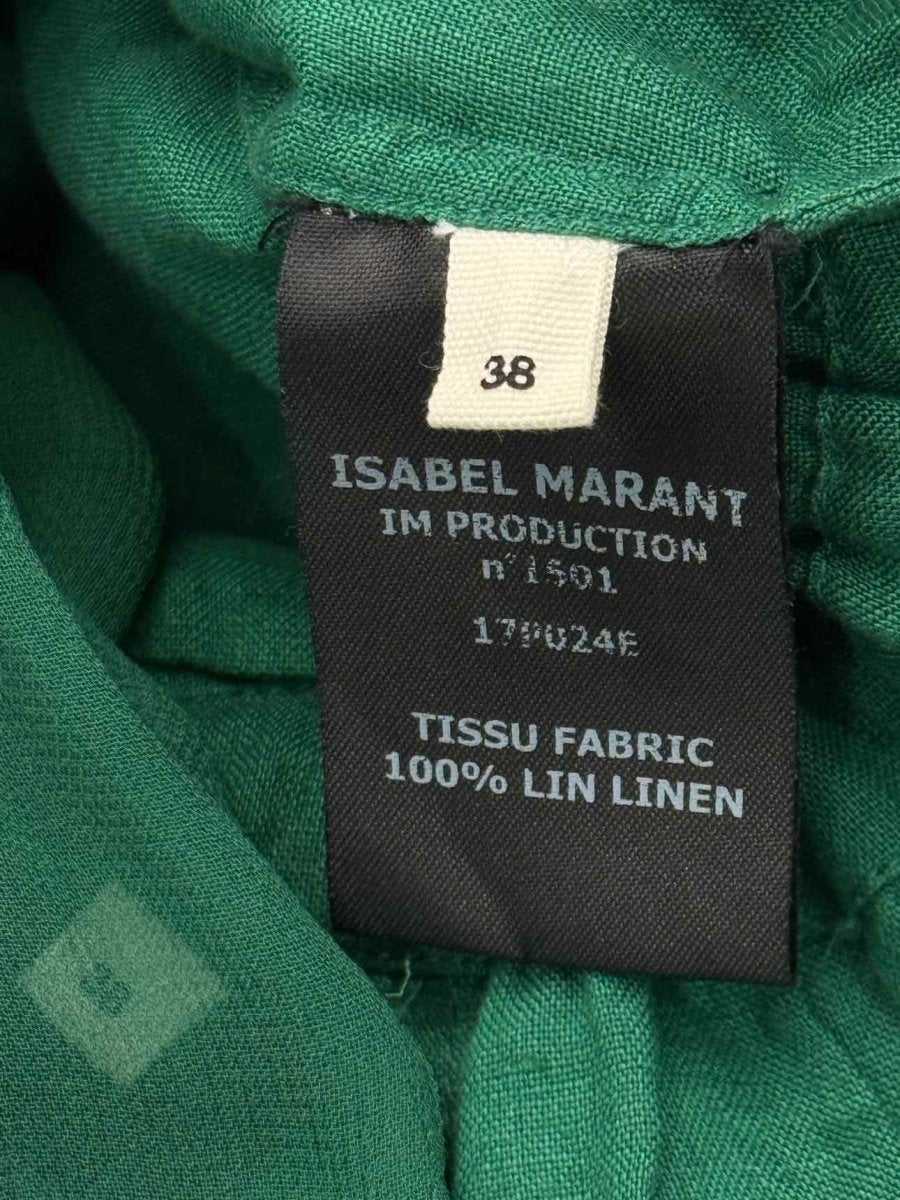 38
ISABEL MARANT
IM PRODUCTION
n°1501
17P024E
TISSU FABRIC
100% LIN LINEN